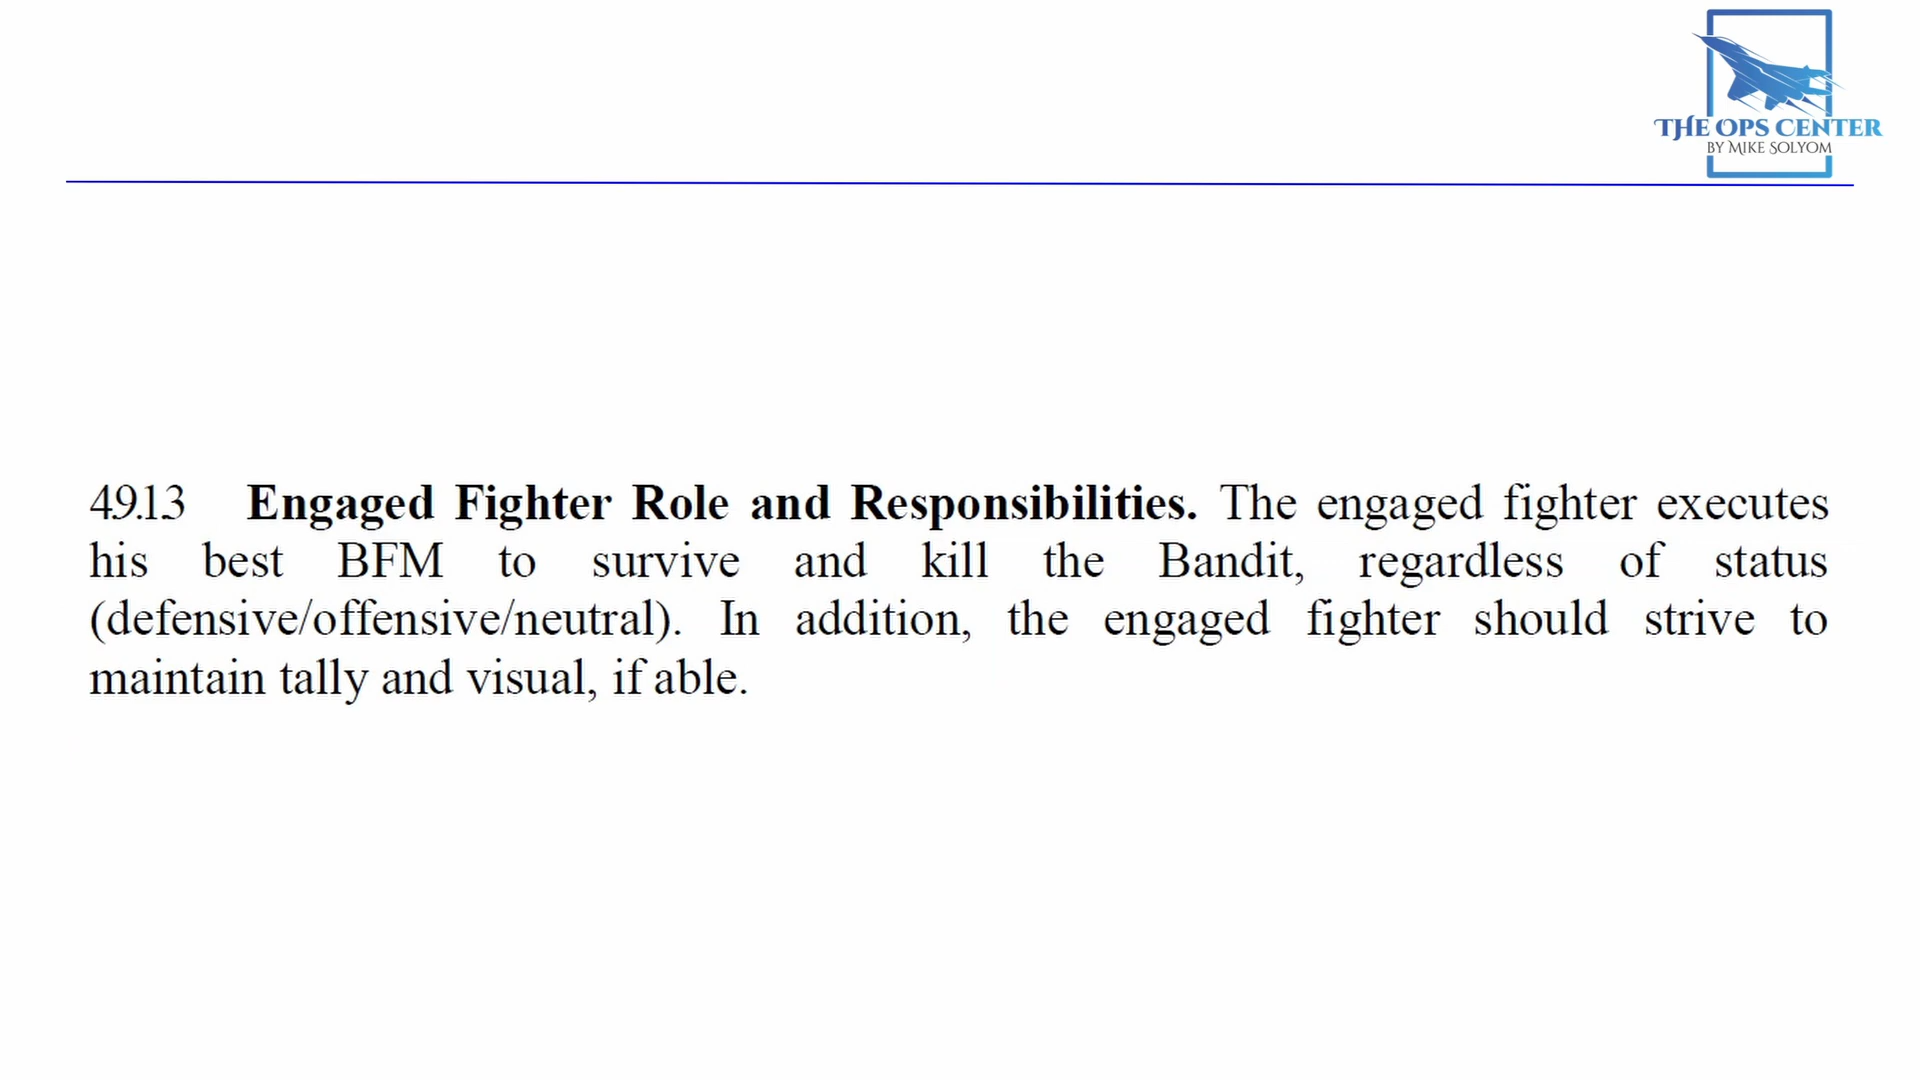 THE OPS CENTER
BY MIKE SOLYOM
4.9.1.3 Engaged Fighter Role and Responsibilities. The engaged fighter executes
his best BFM to survive and kill the Bandit, regardless of status
(defensive/offensive/neutral). In addition, the engaged fighter should strive to
maintain tally and visual, if able.